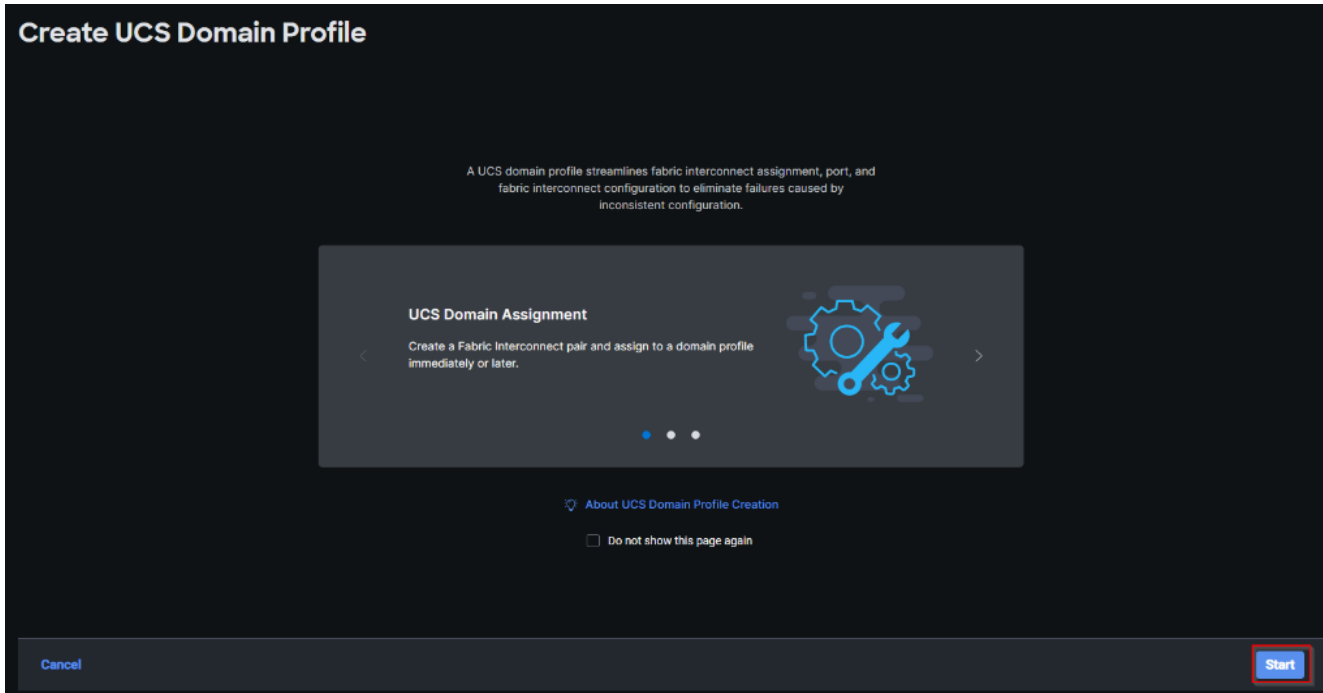 Create UCS Domain Profile
A UCS domain profile streamlines fabric interconnect assignment, port, and
fabric interconnect configuration to eliminate failures caused by
inconsistent configuration.
UCS Domain Assignment
Create a Fabric Interconnect pair and assign to a domain profile
immediately or later.
About UCS Domain Profile Creation
Do not show this page again
Cancel
Start